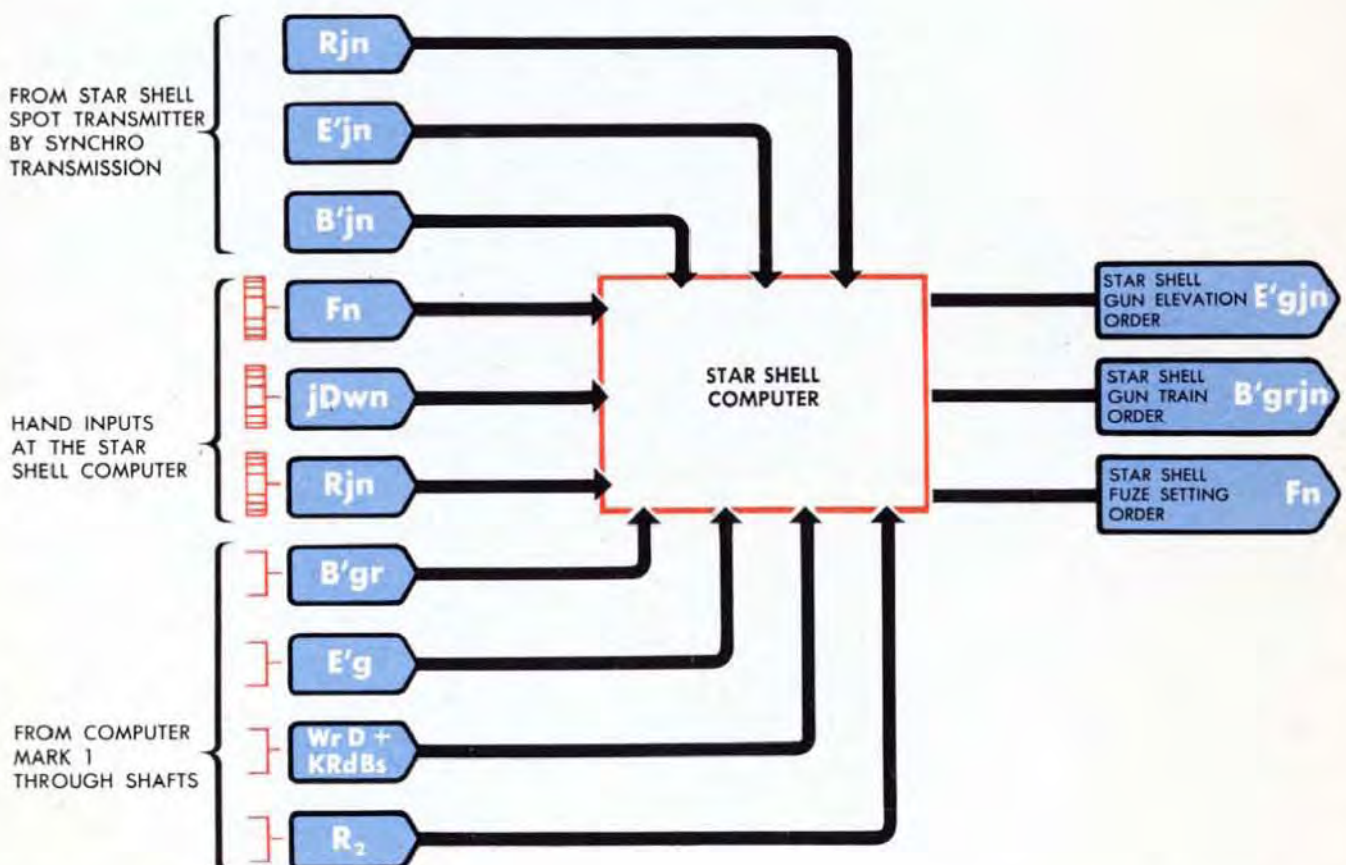 FROM STAR SHELL
SPOT TRANSMITTER
BY SYNCHRO
TRANSMISSION
Rjn
E'jn
B'jn
HAND INPUTS
AT THE STAR
SHELL COMPUTER
Fn
jDwn
Rjn
FROM COMPUTER
MARK 1
THROUGH SHAFTS
B'gr
E'g
WrD +
KRdBs
R₂
STAR SHELL
COMPUTER
STAR SHELL
GUN ELEVATION
ORDER
E'gjn
STAR SHELL
GUN TRAIN
ORDER
B'grjn
STAR SHELL
FUZE SETTING
ORDER
Fn